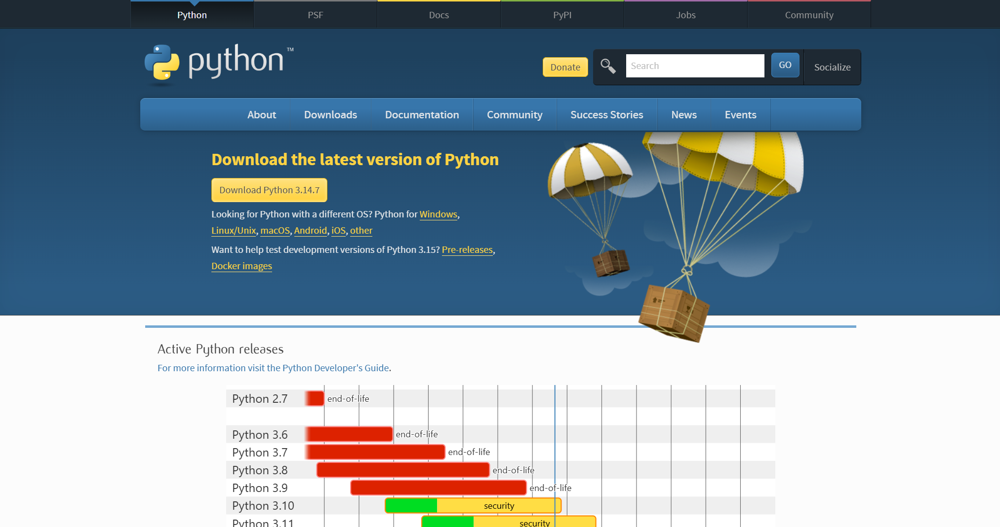 Python
PSF
Docs
PyPI
Jobs
Community
python™
Donate
Search
GO
Socialize
About
Downloads
Documentation
Community
Success Stories
News
Events
Download the latest version of Python
Download Python 3.14.7
Looking for Python with a different OS? Python for Windows,
Linux/Unix, macOS, Android, iOS, other
Want to help test development versions of Python 3.15? Pre-releases,
Docker images
Active Python releases
For more information visit the Python Developer's Guide.
Python 2.7 end-of-life
Python 3.6 end-of-life
Python 3.7 end-of-life
Python 3.8 end-of-life
Python 3.9 end-of-life
Python 3.10 security
Python 3.11 security